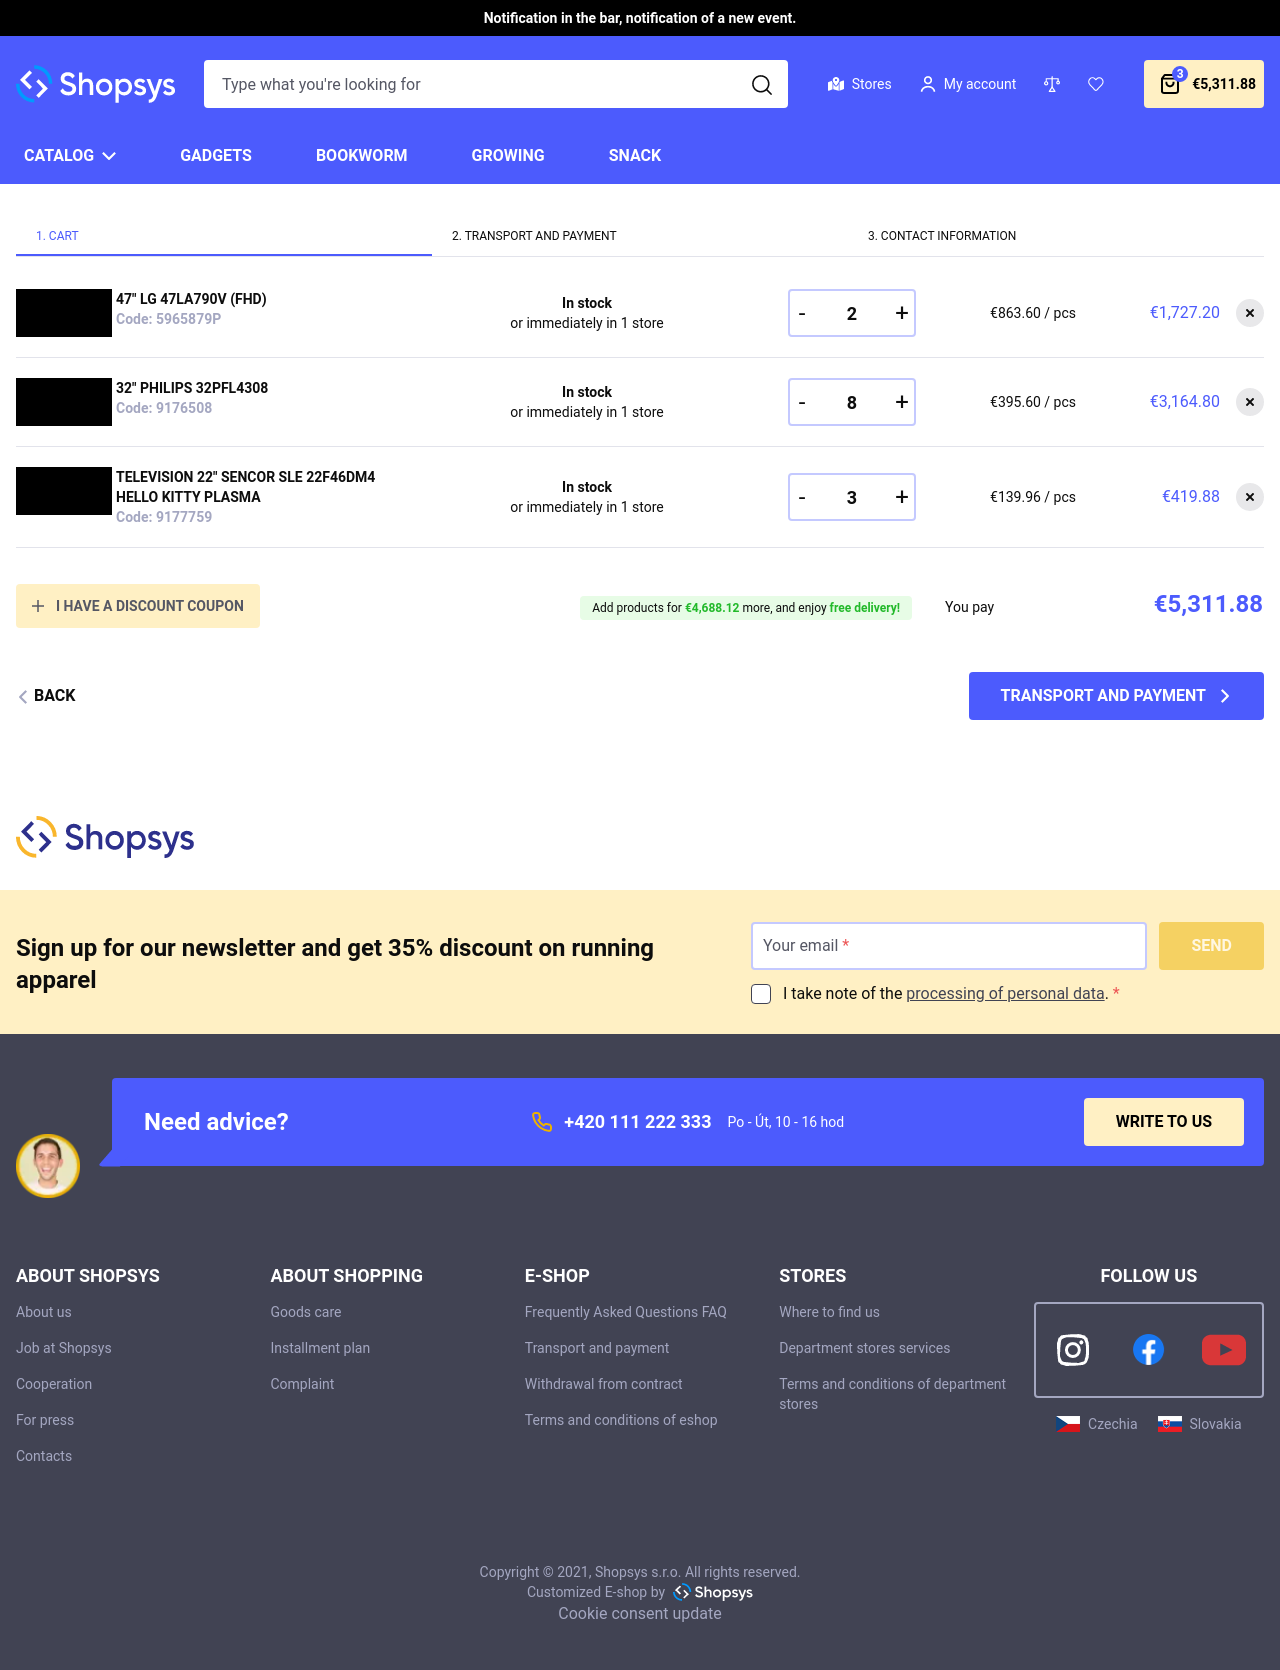 Notification in the bar, notification of a new event.
Shopsys
Type what you're looking for
Stores
My account
3
€5,311.88
CATALOG
GADGETS
BOOKWORM
GROWING
SNACK
1. CART
2. TRANSPORT AND PAYMENT
3. CONTACT INFORMATION
47" LG 47LA790V (FHD)
Code: 5965879P
In stock
or immediately in 1 store
- 2 +
€863.60 / pcs
€1,727.20
32" PHILIPS 32PFL4308
Code: 9176508
In stock
or immediately in 1 store
- 8 +
€395.60 / pcs
€3,164.80
TELEVISION 22" SENCOR SLE 22F46DM4
HELLO KITTY PLASMA
Code: 9177759
In stock
or immediately in 1 store
- 3 +
€139.96 / pcs
€419.88
I HAVE A DISCOUNT COUPON
Add products for €4,688.12 more, and enjoy free delivery!
You pay
€5,311.88
BACK
TRANSPORT AND PAYMENT
Shopsys
Sign up for our newsletter and get 35% discount on running
apparel
Your email *
SEND
I take note of the processing of personal data. *
Need advice?
+420 111 222 333
Po - Út, 10 - 16 hod
WRITE TO US
ABOUT SHOPSYS
About us
Job at Shopsys
Cooperation
For press
Contacts
ABOUT SHOPPING
Goods care
Installment plan
Complaint
E-SHOP
Frequently Asked Questions FAQ
Transport and payment
Withdrawal from contract
Terms and conditions of eshop
STORES
Where to find us
Department stores services
Terms and conditions of department
stores
FOLLOW US
Czechia
Slovakia
Copyright © 2021, Shopsys s.r.o. All rights reserved.
Customized E-shop by Shopsys
Cookie consent update